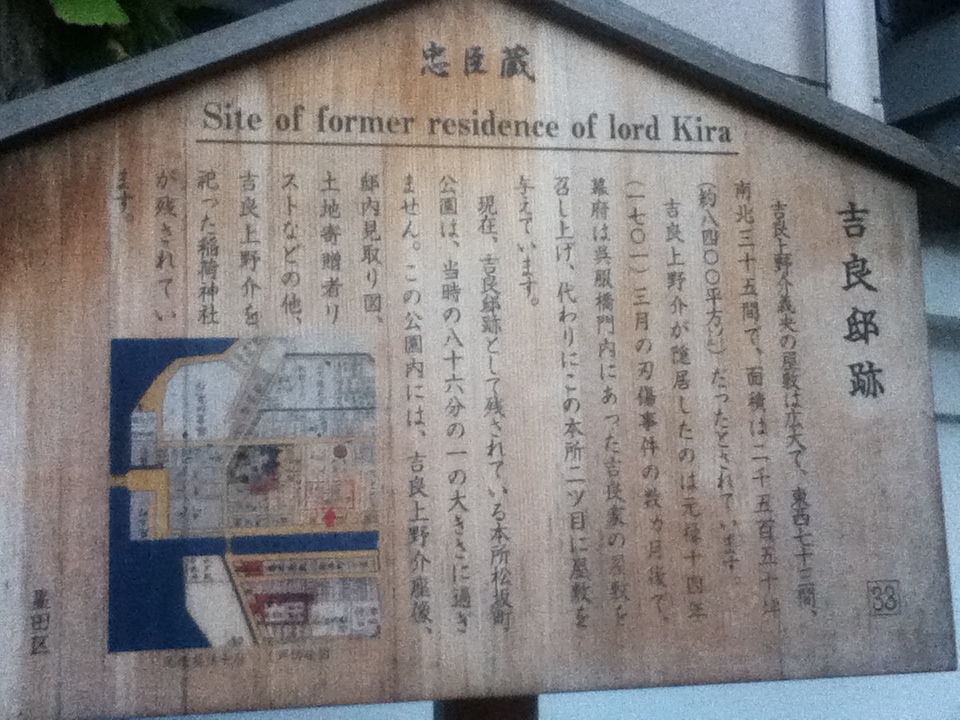 忠臣蔵
Site of former residence of lord Kira
吉良邸跡
33
吉良上野介義央の屋敷は広大で、東西七十三間、
南北三十五間で、面積は二千五百五十坪
(約八四〇〇平方㍍)だったとされています
吉良上野介が隠居したのは元禄十四年
(一七〇一)三月の刃傷事件の数カ月後で、
幕府は呉服橋門内にあった吉良家の屋敷を
召し上げ、代わりにこの本所二ツ目に屋敷を
与えています。
現在、吉良邸跡として残されている本所松坂町
公園は、当時の八十六分の一の大きさに過ぎ
ません。この公園内には、吉良上野介座像、
邸内見取り図、
土地寄贈者リ
ストなどの他、
吉良上野介を
祀った稲荷神社
が残されてい
ます。
墨田区